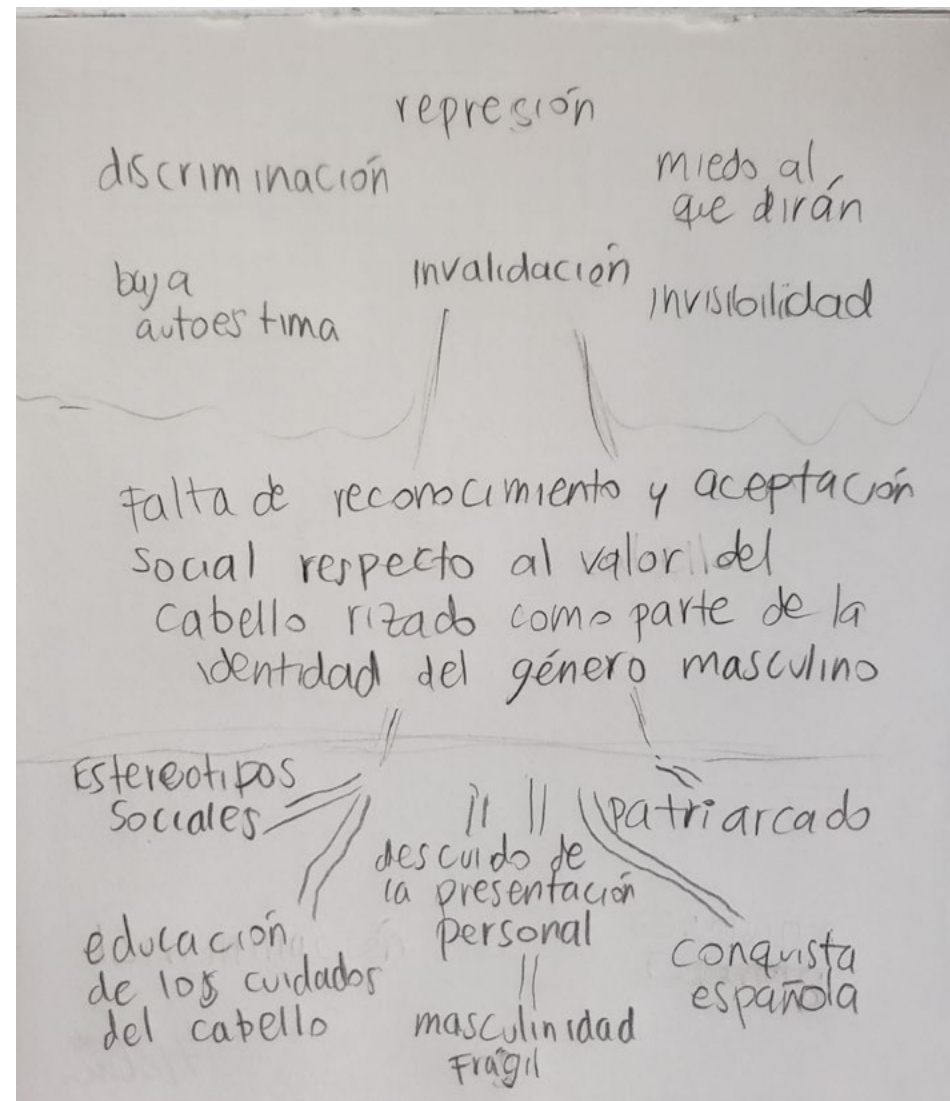 represión
discriminación
miedo al
que dirán
invalidación
baja
autoestima
invisibilidad
Falta de reconocimiento y aceptación
social respecto al valor del
cabello rizado como parte de la
identidad del género masculino
Estereotipos
sociales
patriarcado
descuido de
la presentación
personal
educación
de los cuidados
del cabello
conquista
española
masculinidad
Frágil